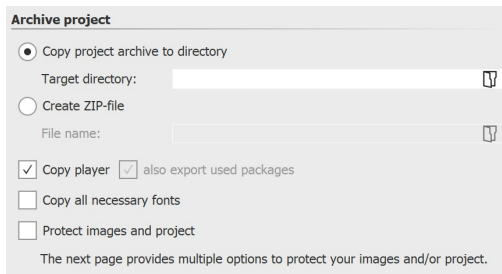 Archive project
Copy project archive to directory
Target directory:
Create ZIP-file
File name:
Copy player also export used packages
Copy all necessary fonts
Protect images and project
The next page provides multiple options to protect your images and/or project.